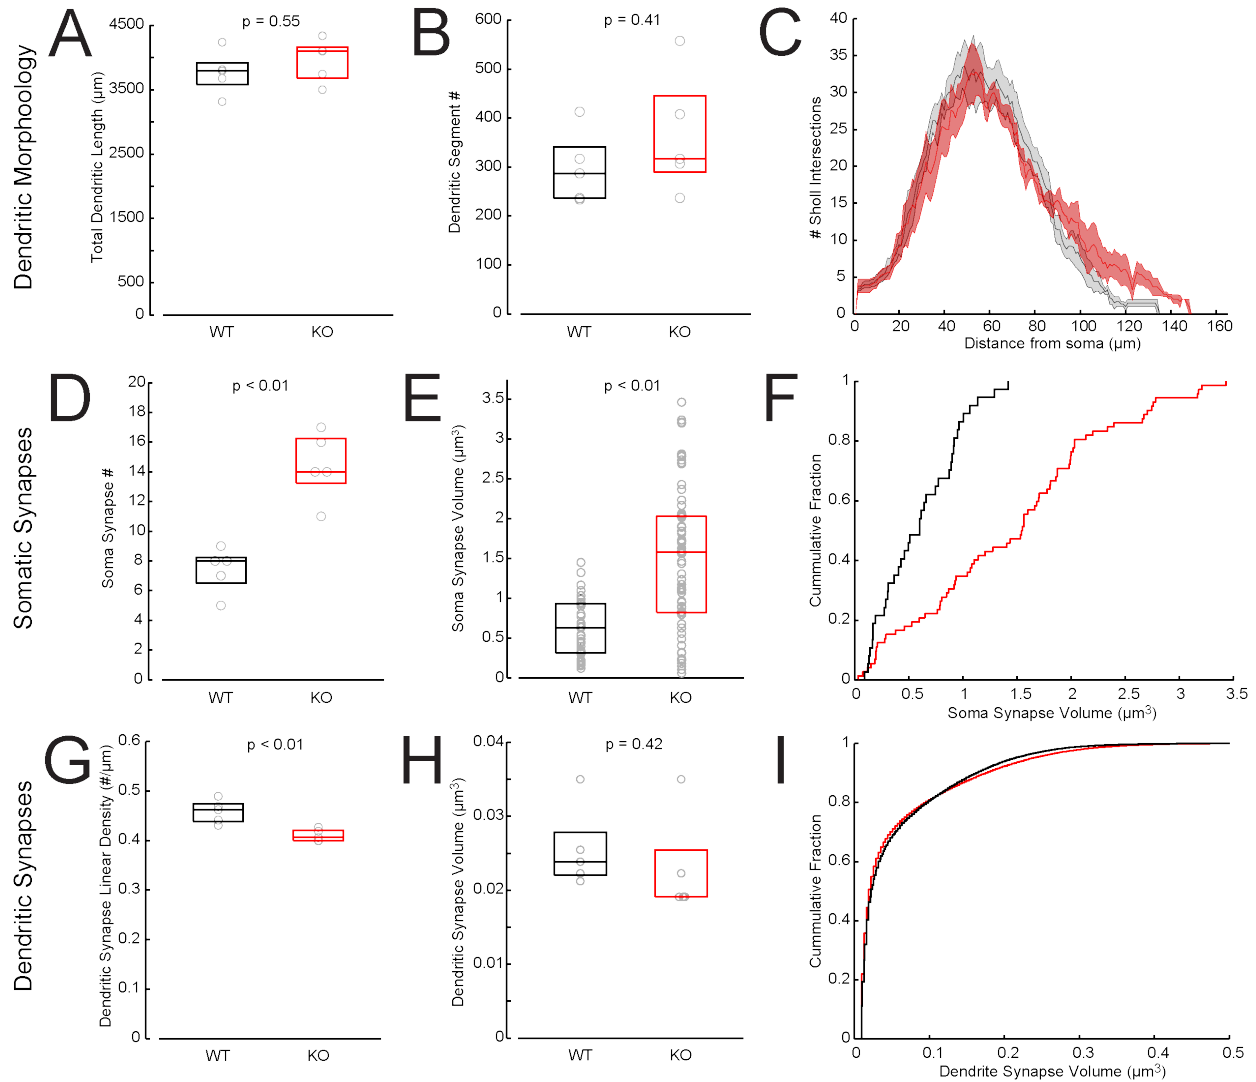 Dendritic Morphology
A
p = 0.55
Total Dendritic Length (µm)
4500
3500
2500
1500
500
0
WT
KO
B
p = 0.41
Dendritic Segment #
600
500
400
300
200
100
0
WT
KO
C
# Sholl Intersections
40
35
30
25
20
15
10
5
0
0 20 40 60 80 100 120 140 160
Distance from soma (µm)
Somatic Synapses
D
p < 0.01
Soma Synapse #
20
18
16
14
12
10
8
6
4
2
0
WT
KO
E
p < 0.01
Soma Synapse Volume (µm³)
3.5
3
2.5
2
1.5
1
0.5
0
WT
KO
F
Cummulative Fraction
1
0.8
0.6
0.4
0.2
0
0.5 1 1.5 2 2.5 3 3.5
Soma Synapse Volume (µm³)
Dendritic Synapses
G
p < 0.01
Dendritic Synapse Linear Density (#/µm)
0.6
0.5
0.4
0.3
0.2
0.1
0
WT
KO
H
p = 0.42
Dendritic Synapse Volume (µm³)
0.04
0.03
0.02
0.01
0
WT
KO
I
Cummulative Fraction
1
0.8
0.6
0.4
0.2
0
0 0.1 0.2 0.3 0.4 0.5
Dendrite Synapse Volume (µm³)